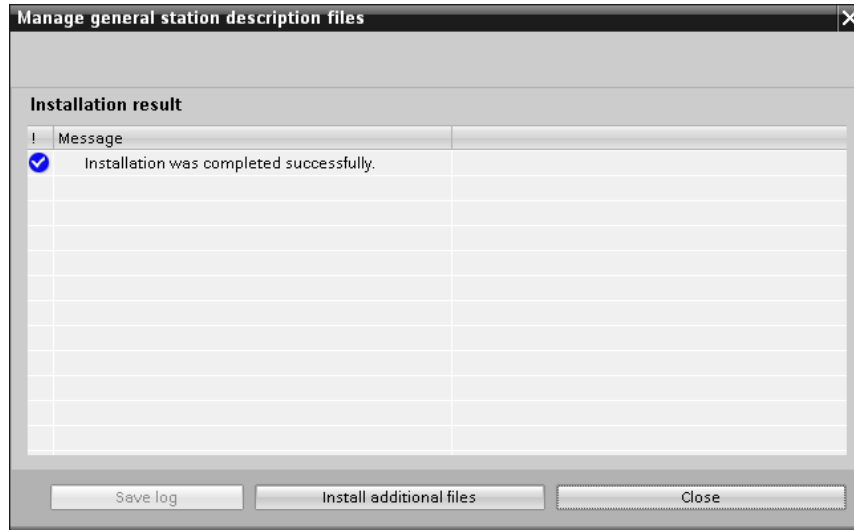 Manage general station description files
Installation result
! Message
Installation was completed successfully.
Save log Install additional files Close